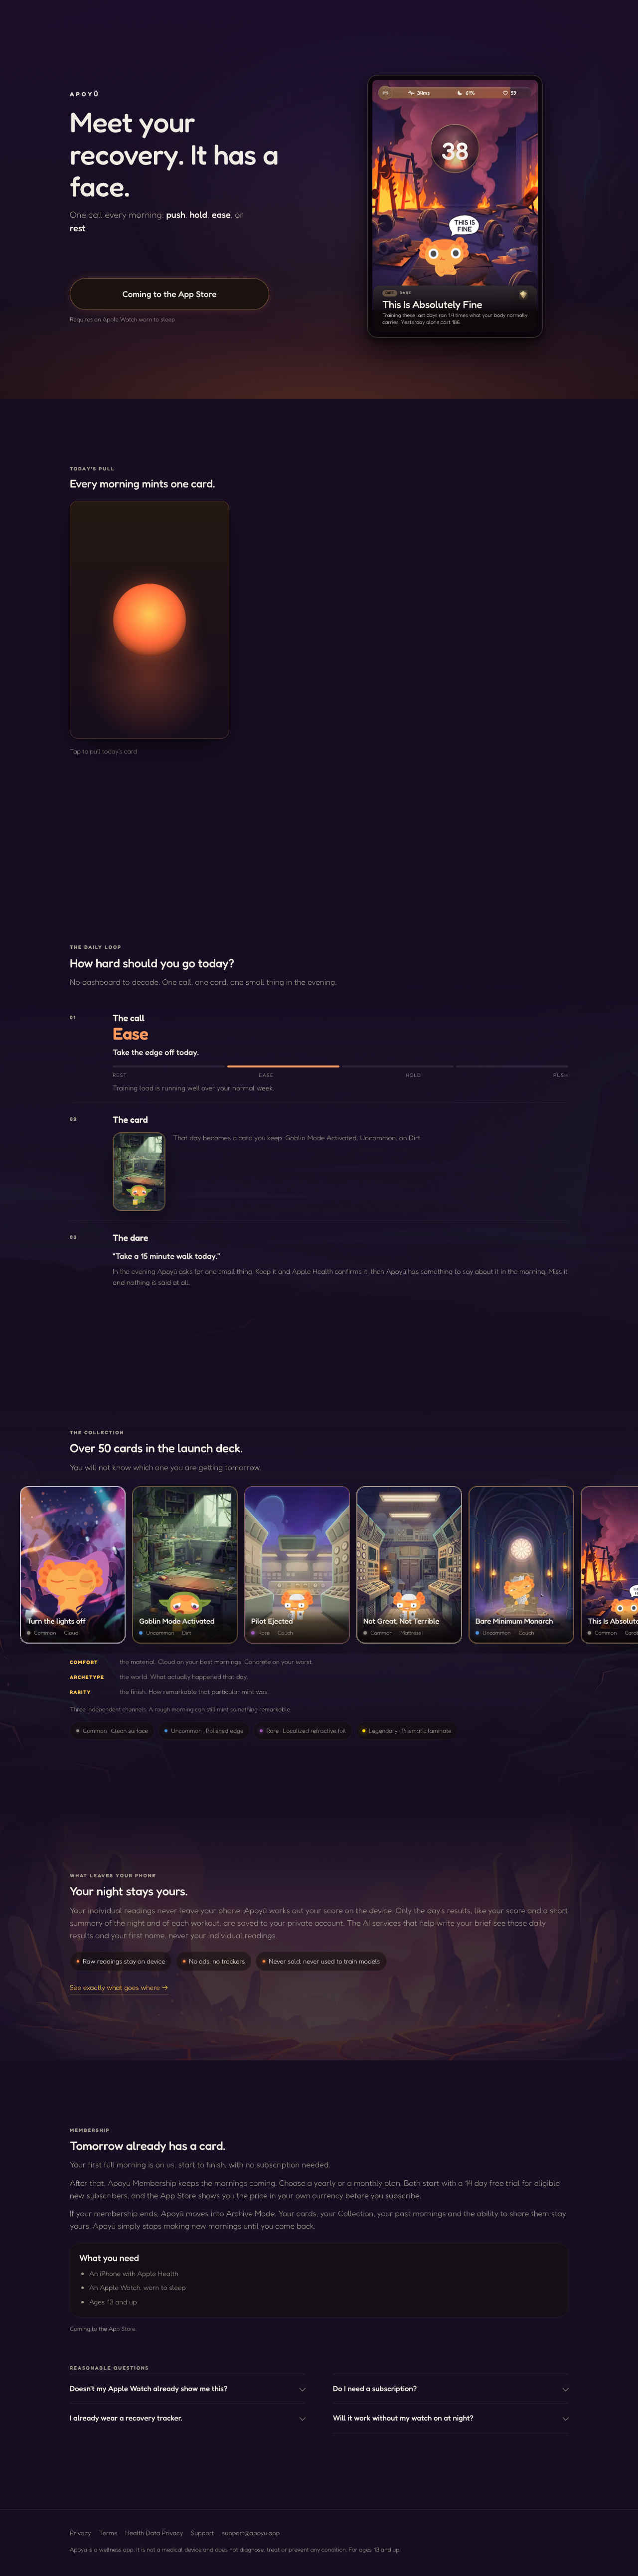 APOYŬ
Meet your
recovery. It has a
face.
One call every morning: push, hold, ease, or
rest.
Coming to the App Store
Requires an Apple Watch worn to sleep
34ms
61%
59
38
THIS IS
FINE
RARE
This Is Absolutely Fine
Training these last days ran 1.4 times what your body normally
carries. Yesterday alone cost 186.
TODAY'S PULL
Every morning mints one card.
Tap to pull today's card
THE DAILY LOOP
How hard should you go today?
No dashboard to decode. One call, one card, one small thing in the evening.
01
The call
Ease
Take the edge off today.
REST
EASE
HOLD
PUSH
Training load is running well over your normal week.
02
The card
That day becomes a card you keep, Goblin Mode Activated, Uncommon, on Dirt.
03
The dare
"Take a 15 minute walk today."
In the evening Apoyŭ asks for one small thing. Keep it and Apple Health confirms it, then Apoyŭ has something to say about it in the morning. Miss it
and nothing is said at all.
THE COLLECTION
Over 50 cards in the launch deck.
You will not know which one you are getting tomorrow.
Turn the lights off
Common · Cloud
Goblin Mode Activated
Uncommon · Dirt
Pilot Ejected
Rare · Couch
Not Great, Not Terrible
Common · Mattress
Bare Minimum Monarch
Uncommon · Couch
This Is Absolute
Common
COMFORT the material. Cloud on your best mornings. Concrete on your worst.
ARCHETYPE the world. What actually happened that day.
RARITY the finish. How remarkable that particular mint was.
Three independent channels. A rough morning can still mint something remarkable.
Common · Clean surface
Uncommon · Polished edge
Rare · Localized refractive foil
Legendary · Prismatic laminate
WHAT LEAVES YOUR PHONE
Your night stays yours.
Your individual readings never leave your phone. Apoyŭ works out your score on the device. Only the day's results, like your score and a short
summary of the night and of each workout, are saved to your private account. The AI services that help write your brief see those daily
results and your first name, never your individual readings.
Raw readings stay on device
No ads, no trackers
Never sold, never used to train models
See exactly what goes where →
MEMBERSHIP
Tomorrow already has a card.
Your first full morning is on us, start to finish, with no subscription needed.
After that, Apoyŭ Membership keeps the mornings coming. Choose a yearly or a monthly plan. Both start with a 14 day free trial for eligible
new subscribers, and the App Store shows you the price in your own currency before you subscribe.
If your membership ends, Apoyŭ moves into Archive Mode. Your cards, your Collection, your past mornings and the ability to share them stay
yours. Apoyŭ simply stops making new mornings until you come back.
What you need
An iPhone with Apple Health
An Apple Watch, worn to sleep
Ages 13 and up
Coming to the App Store
REASONABLE QUESTIONS
Doesn't my Apple Watch already show me this?
Do I need a subscription?
I already wear a recovery tracker.
Will it work without my watch on at night?
Privacy Terms Health Data Privacy Support support@apoyu.app
Apoyŭ is a wellness app. It is not a medical device and does not diagnose, treat or prevent any condition. For ages 13 and up.